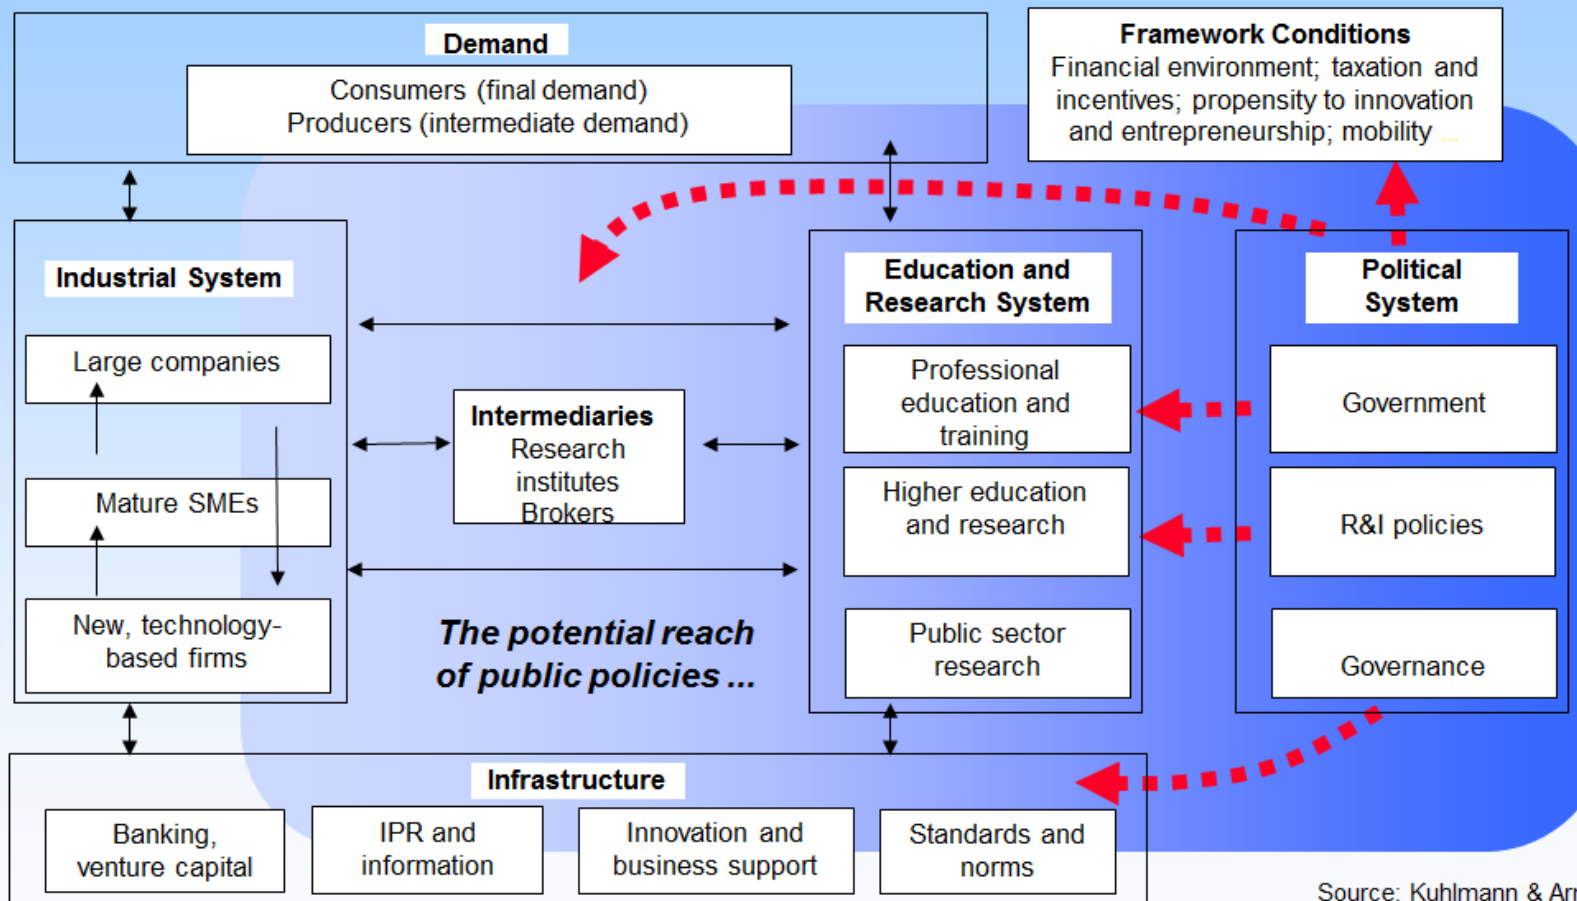 Demand
Consumers (final demand)
Producers (intermediate demand)
Framework Conditions
Financial environment; taxation and
incentives; propensity to innovation
and entrepreneurship; mobility ...
Industrial System
Large companies
Mature SMEs
New, technology-
based firms
Intermediaries
Research
institutes
Brokers
The potential reach
of public policies ...
Education and
Research System
Professional
education and
training
Higher education
and research
Public sector
research
Political
System
Government
R&I policies
Governance
Infrastructure
Banking,
venture capital
IPR and
information
Innovation and
business support
Standards and
norms
Source: Kuhlmann &